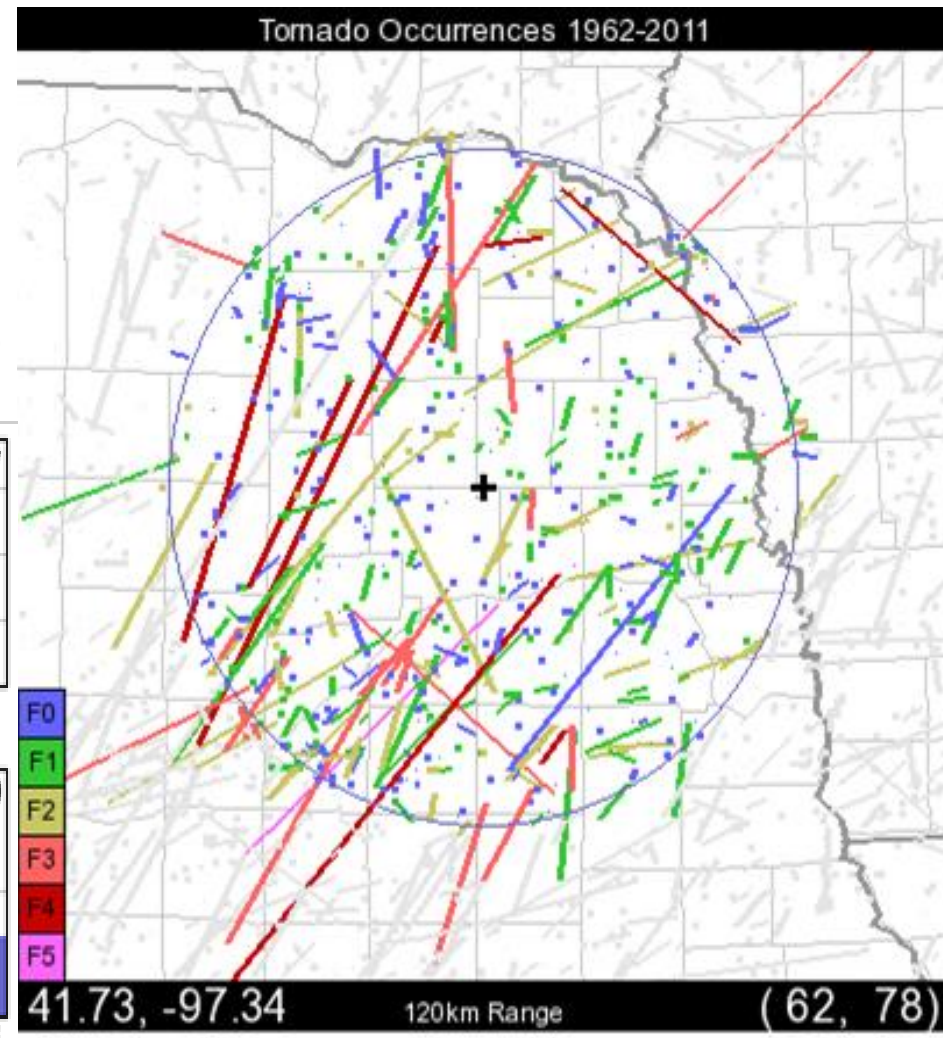 Tornado Occurrences 1962-2011
F0
F1
F2
F3
F4
F5
41.73, -97.34
120km Range
( 62, 78)